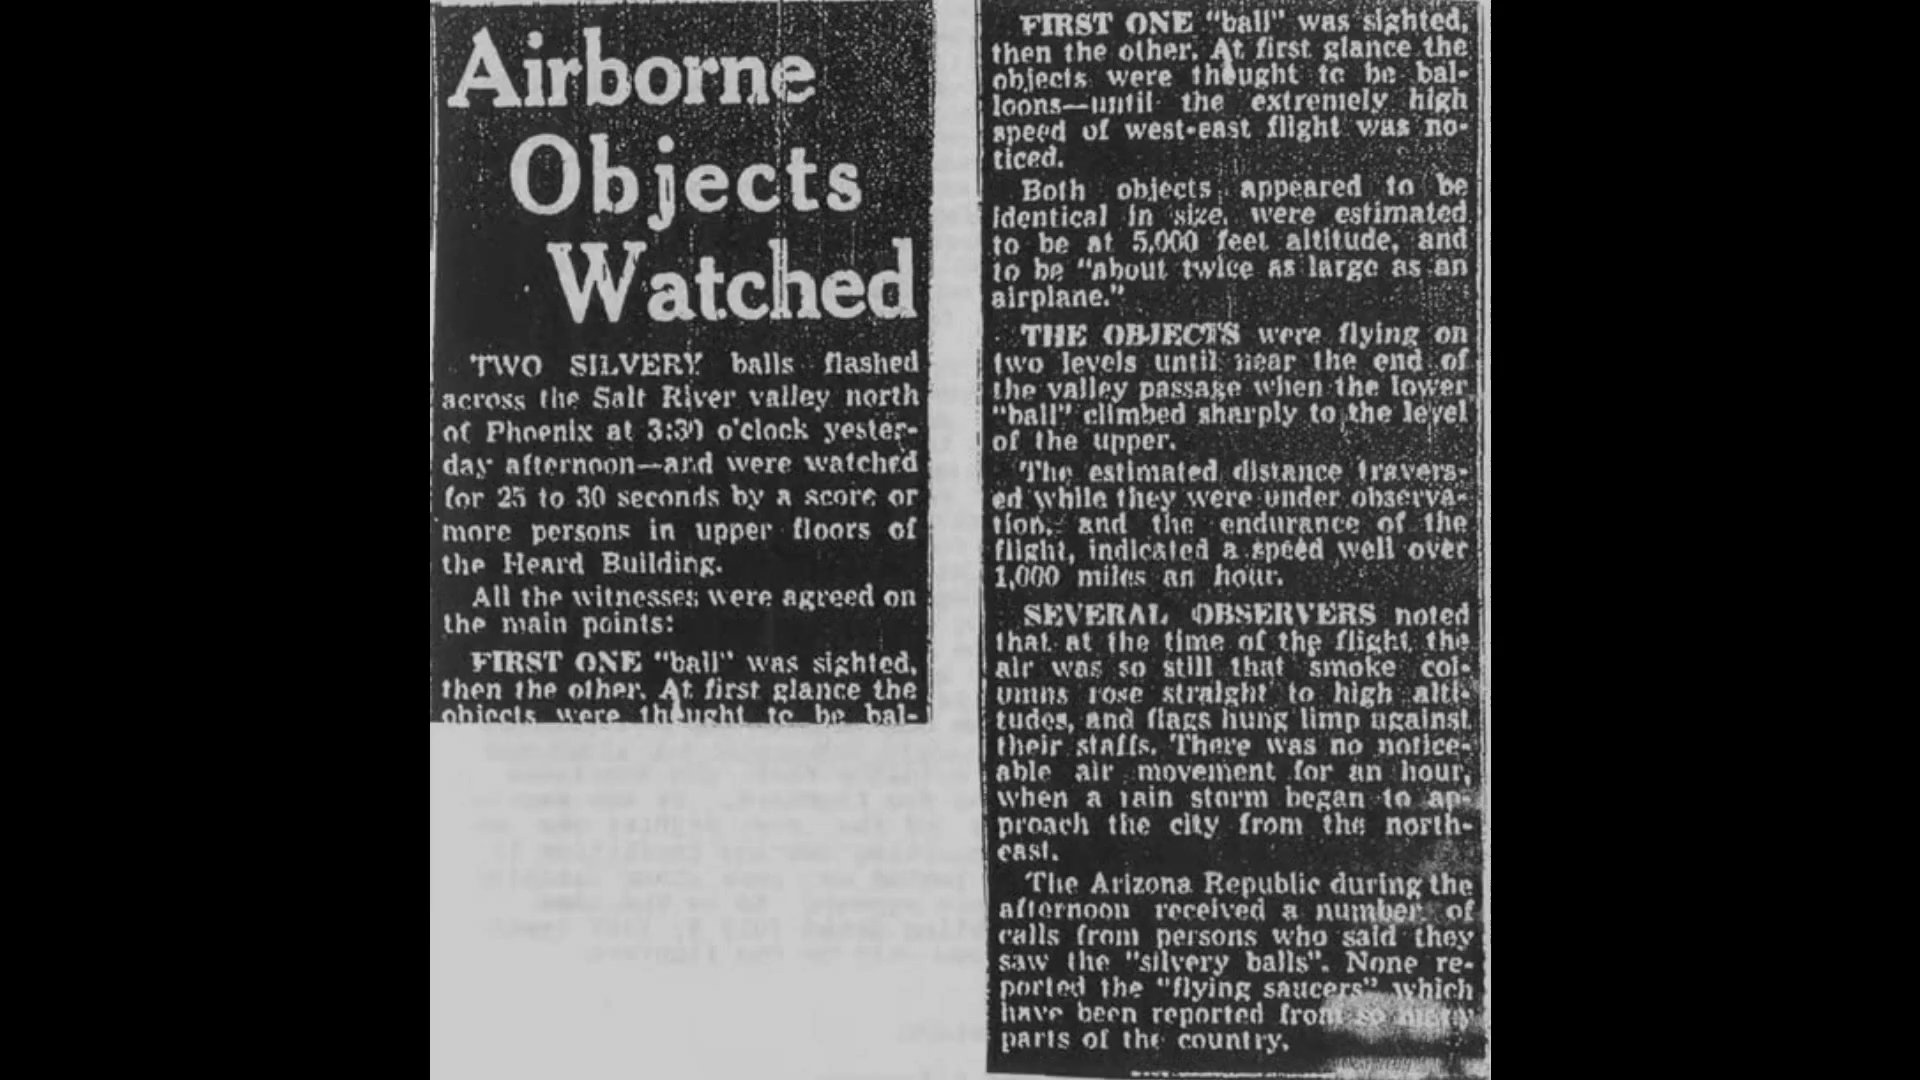 Airborne
Objects
Watched
TWO SILVERY balls flashed
across the Salt River valley north
of Phoenix at 3:30 o'clock yester-
day afternoon—and were watched
for 25 to 30 seconds by a score or
more persons in upper floors of
the Heard Building.
All the witnesses were agreed on
the main points:
FIRST ONE "ball" was sighted,
then the other. At first glance the
objects were thought to be bal-
FIRST ONE "ball" was sighted,
then the other. At first glance the
objects were thought to be bal-
loons—until the extremely high
speed of west-east flight was no-
ticed.
Both objects appeared to be
identical in size, were estimated
to be at 5,000 feet altitude, and
to be "about twice as large as an
airplane."
THE OBJECTS were flying on
two levels until near the end of
the valley passage when the lower
"ball" climbed sharply to the level
of the upper.
The estimated distance travers-
ed while they were under observa-
tion, and the endurance of the
flight, indicated a speed well over
1,000 miles an hour.
SEVERAL OBSERVERS noted
that at the time of the flight the
air was so still that smoke col-
umns rose straight to high alti-
tudes, and flags hung limp against
their staffs. There was no notice-
able air movement for an hour,
when a rain storm began to ap-
proach the city from the north-
east.
The Arizona Republic during the
afternoon received a number of
calls from persons who said they
saw the "silvery balls". None re-
ported the "flying saucers" which
have been reported from so many
parts of the country.